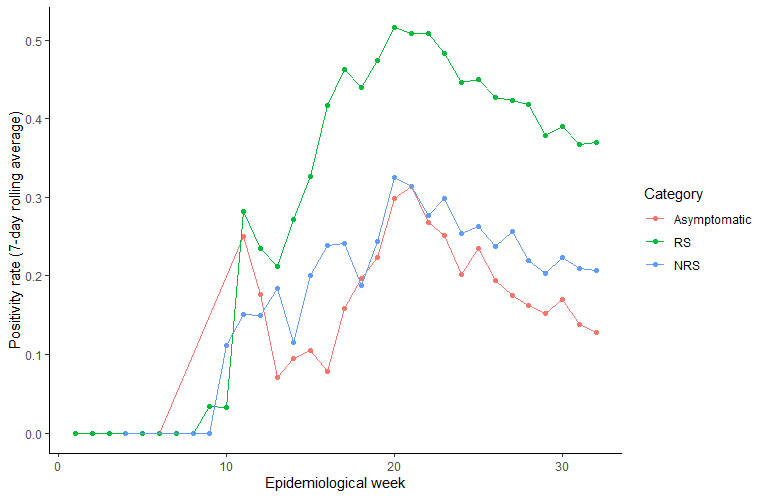 Positivity rate (7-day rolling average)
0.5
0.4
0.3
0.2
0.1
0.0
0
10
20
30
Epidemiological week
Category
Asymptomatic
RS
NRS